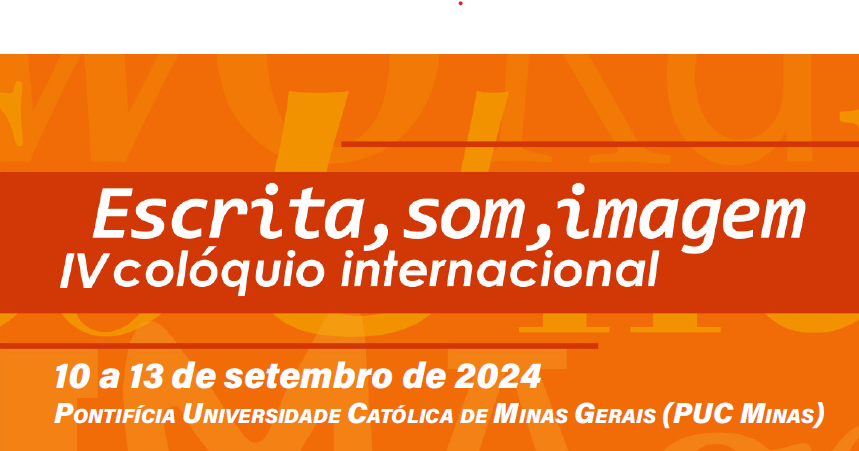 Escrita, som, imagem
IV colóquio internacional
10 a 13 de setembro de 2024
PONTIFÍCIA UNIVERSIDADE CATÓLICA DE MINAS GERAIS (PUC MINAS)